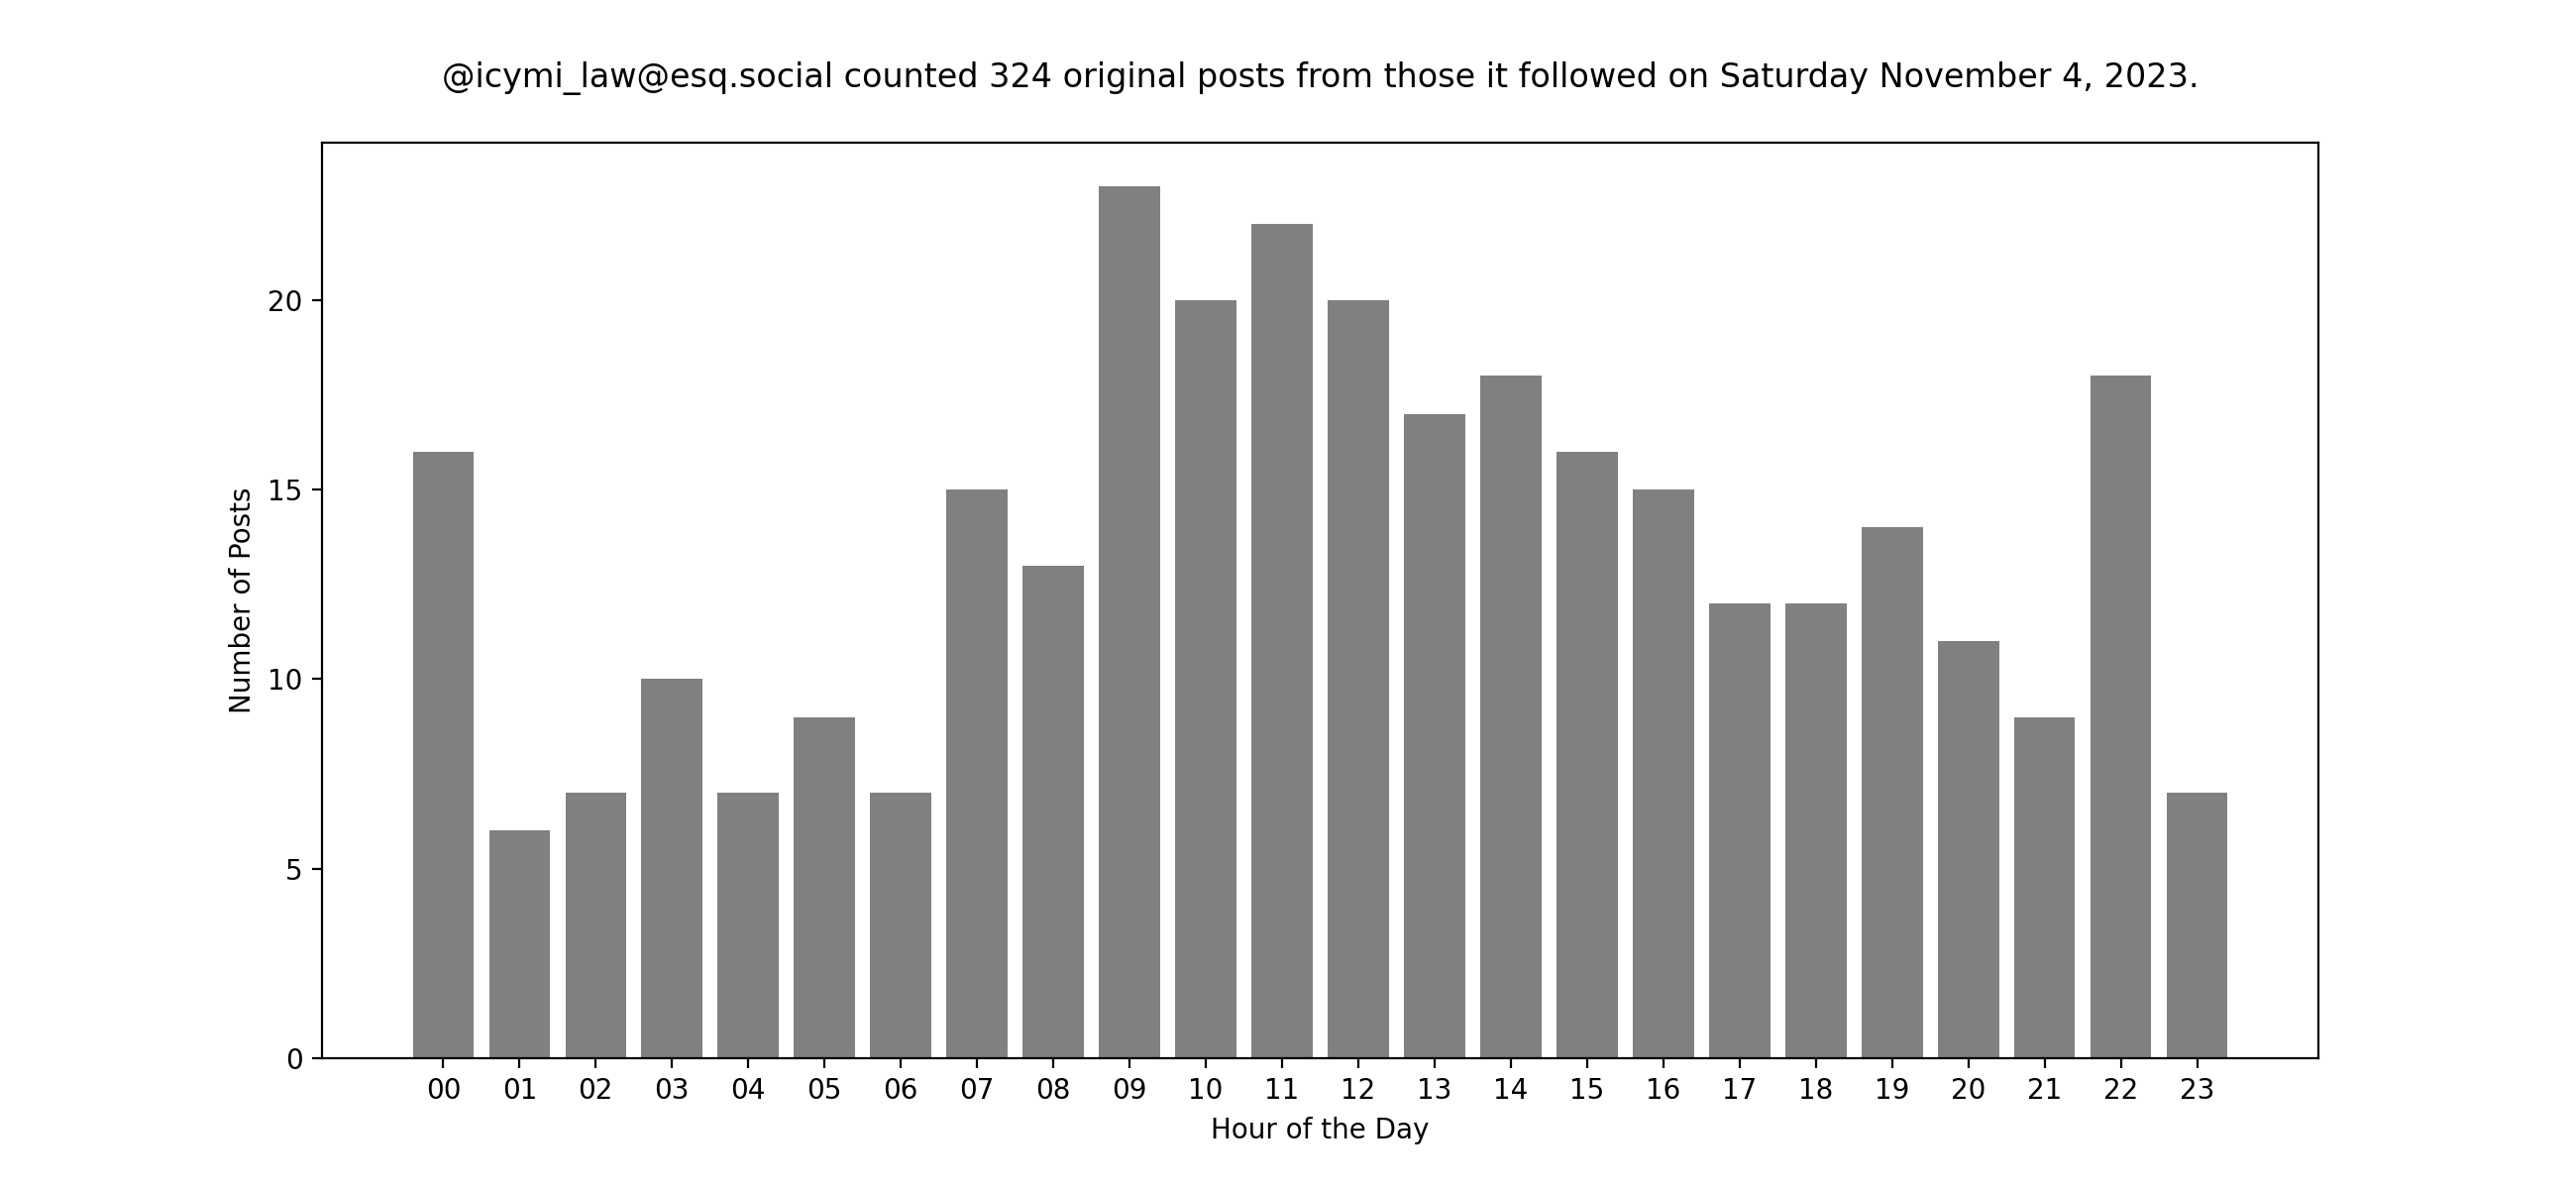 @icymi_law@esq.social counted 324 original posts from those it followed on Saturday November 4, 2023.
Number of Posts
20
15
10
5
0
00 01 02 03 04 05 06 07 08 09 10 11 12 13 14 15 16 17 18 19 20 21 22 23
Hour of the Day